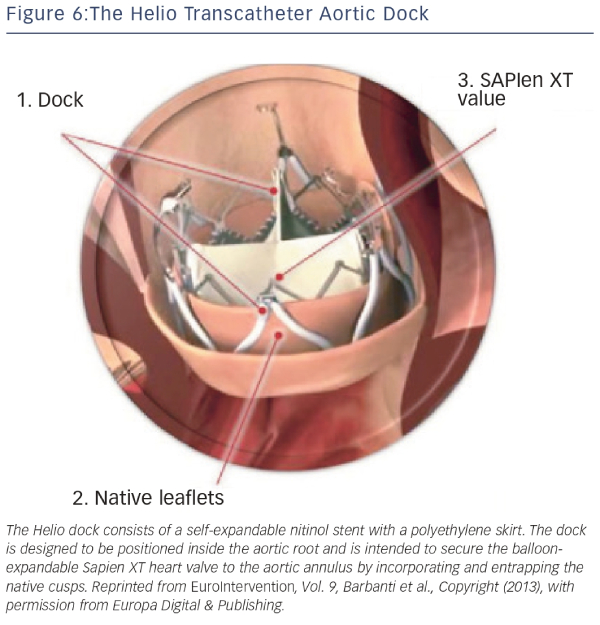 Figure 6:The Helio Transcatheter Aortic Dock
1. Dock
3. SAPIen XT
value
2. Native leaflets
The Helio dock consists of a self-expandable nitinol stent with a polyethylene skirt. The dock
is designed to be positioned inside the aortic root and is intended to secure the balloon-
expandable Sapien XT heart valve to the aortic annulus by incorporating and entrapping the
native cusps. Reprinted from EuroIntervention, Vol. 9, Barbanti et al., Copyright (2013), with
permission from Europa Digital & Publishing.